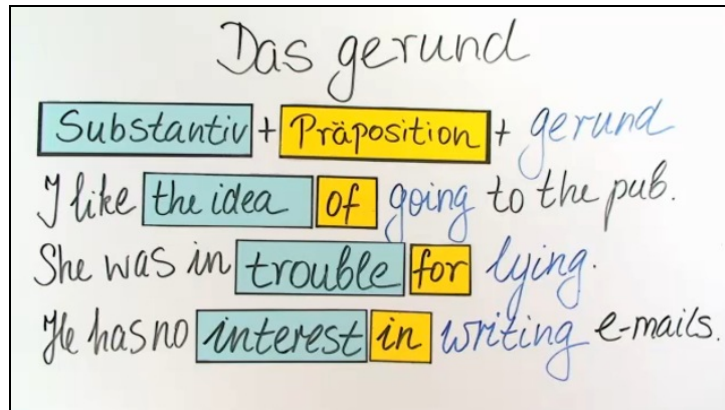 Das gerund
Substantiv + Präposition + gerund
I like the idea of going to the pub.
She was in trouble for lying.
He has no interest in writing e-mails.